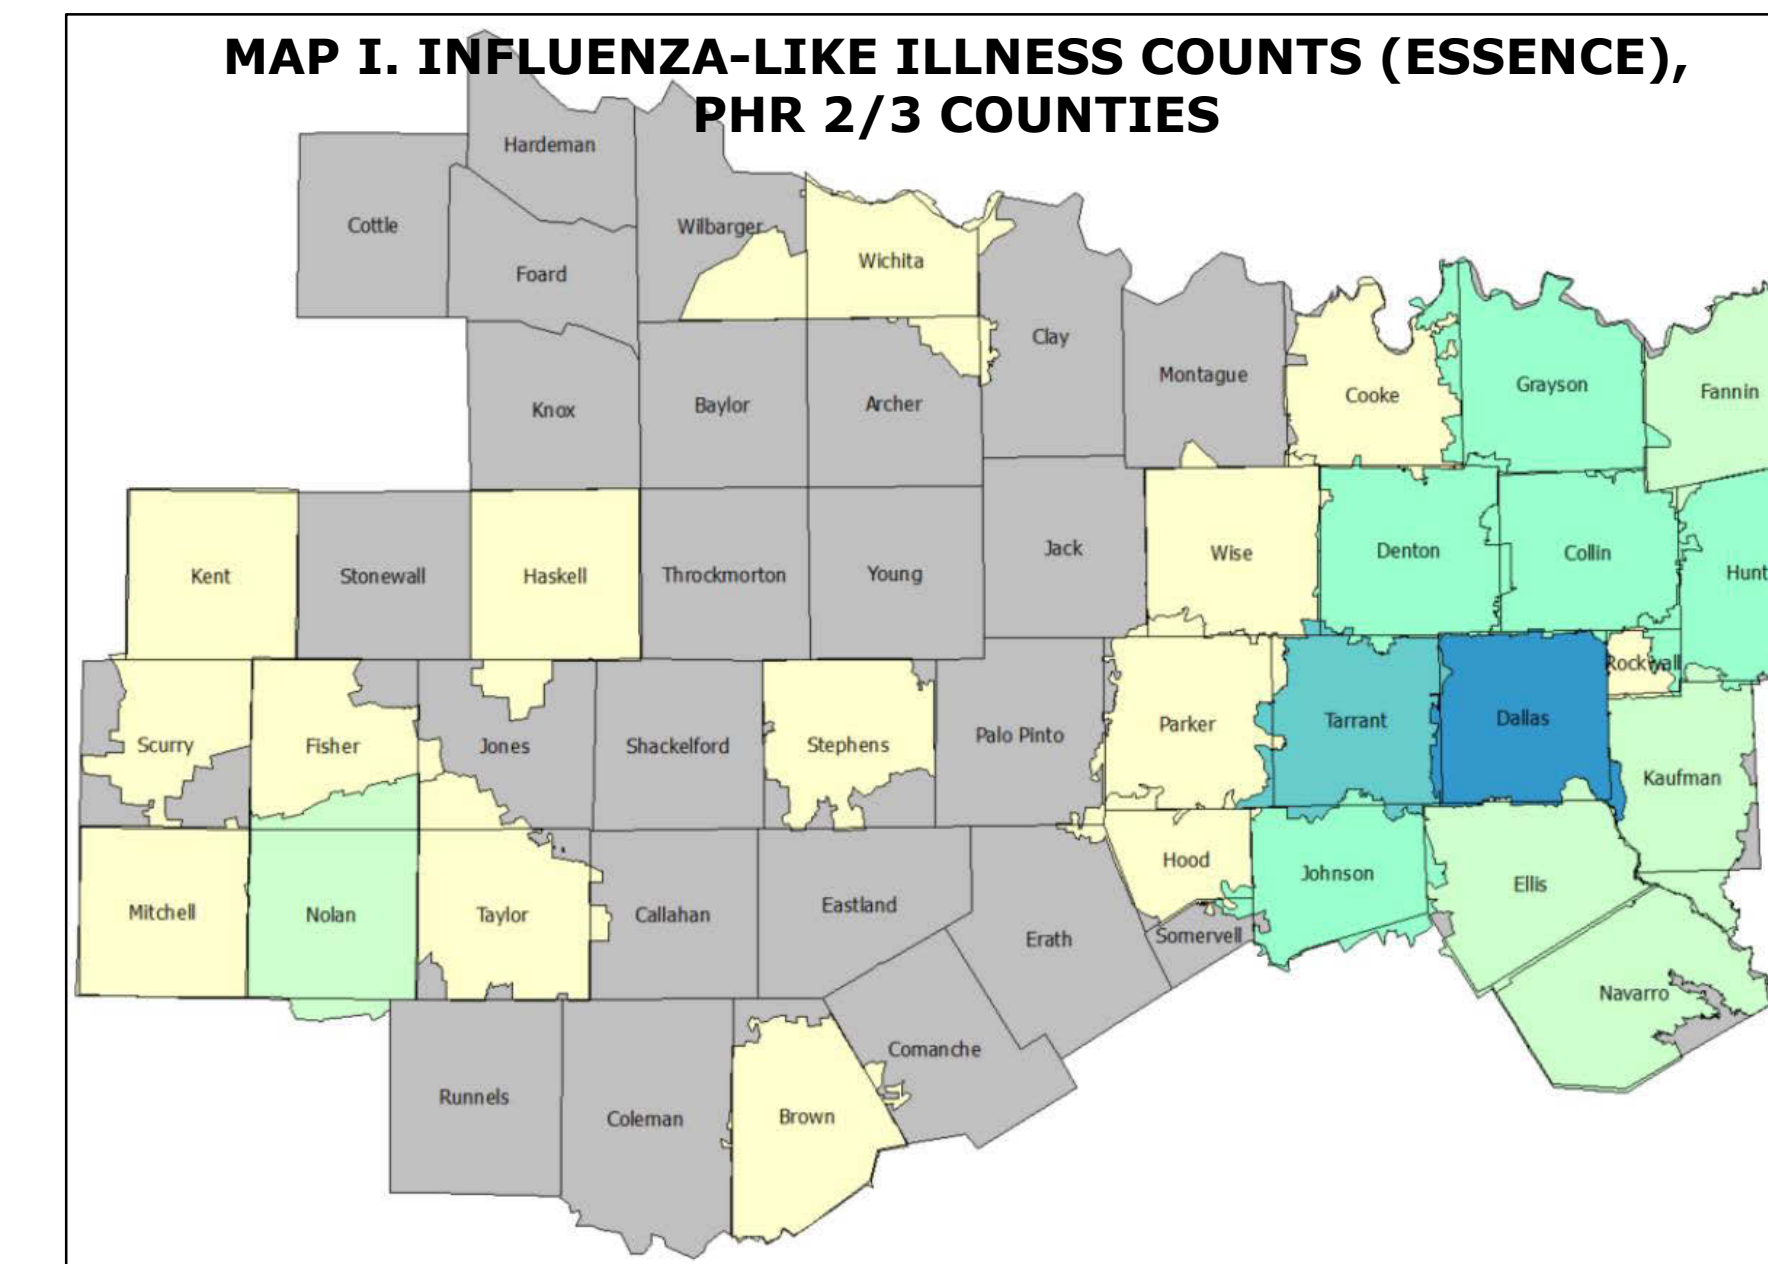 MAP I. INFLUENZA-LIKE ILLNESS COUNTS (ESSENCE),
PHR 2/3 COUNTIES
Hardeman
Cottle
Wilbarger
Foard
Wichita
Clay
Montague
Cooke
Grayson
Fannin
Knox
Baylor
Archer
Kent
Stonewall
Haskell
Throckmorton
Young
Jack
Wise
Denton
Collin
Hunt
Scurry
Fisher
Jones
Shackelford
Stephens
Palo Pinto
Parker
Tarrant
Dallas
Rockwall
Kaufman
Mitchell
Nolan
Taylor
Callahan
Eastland
Erath
Hood
Somervell
Johnson
Ellis
Navarro
Runnels
Coleman
Brown
Comanche